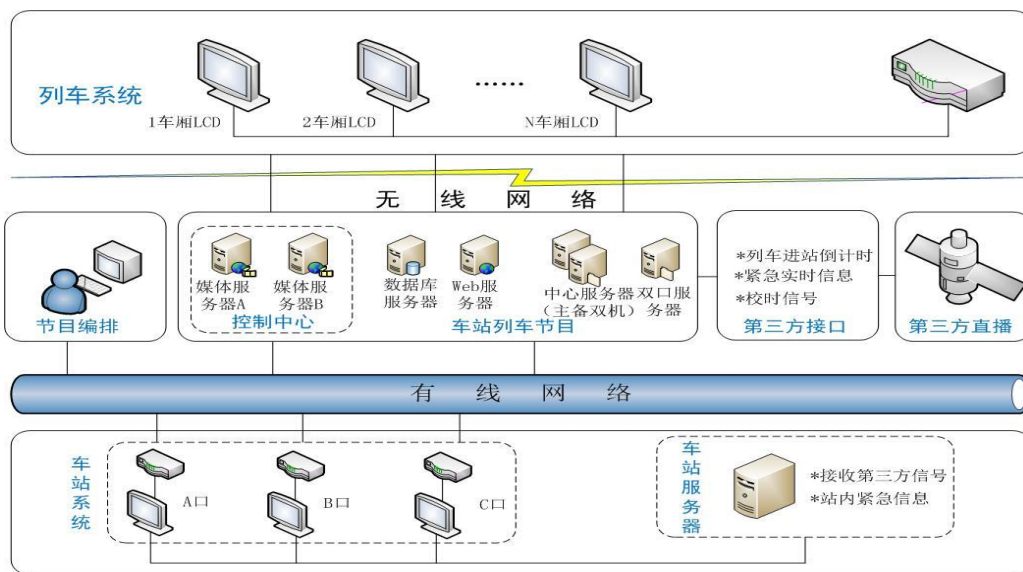 列车系统
1车厢LCD
2车厢LCD
......
N车厢LCD
无线网络
节目编排
媒体服
务器A
媒体服
务器B
控制中心
数据库
服务器
Web服
务器
中心服务器
(主备双机)
双口服
务器
车站列车节目
*列车进站倒计时
*紧急实时信息
*校时信号
第三方接口
第三方直播
有线网络
车站系统
A口
B口
C口
车站服务器
*接收第三方信号
*站内紧急信息